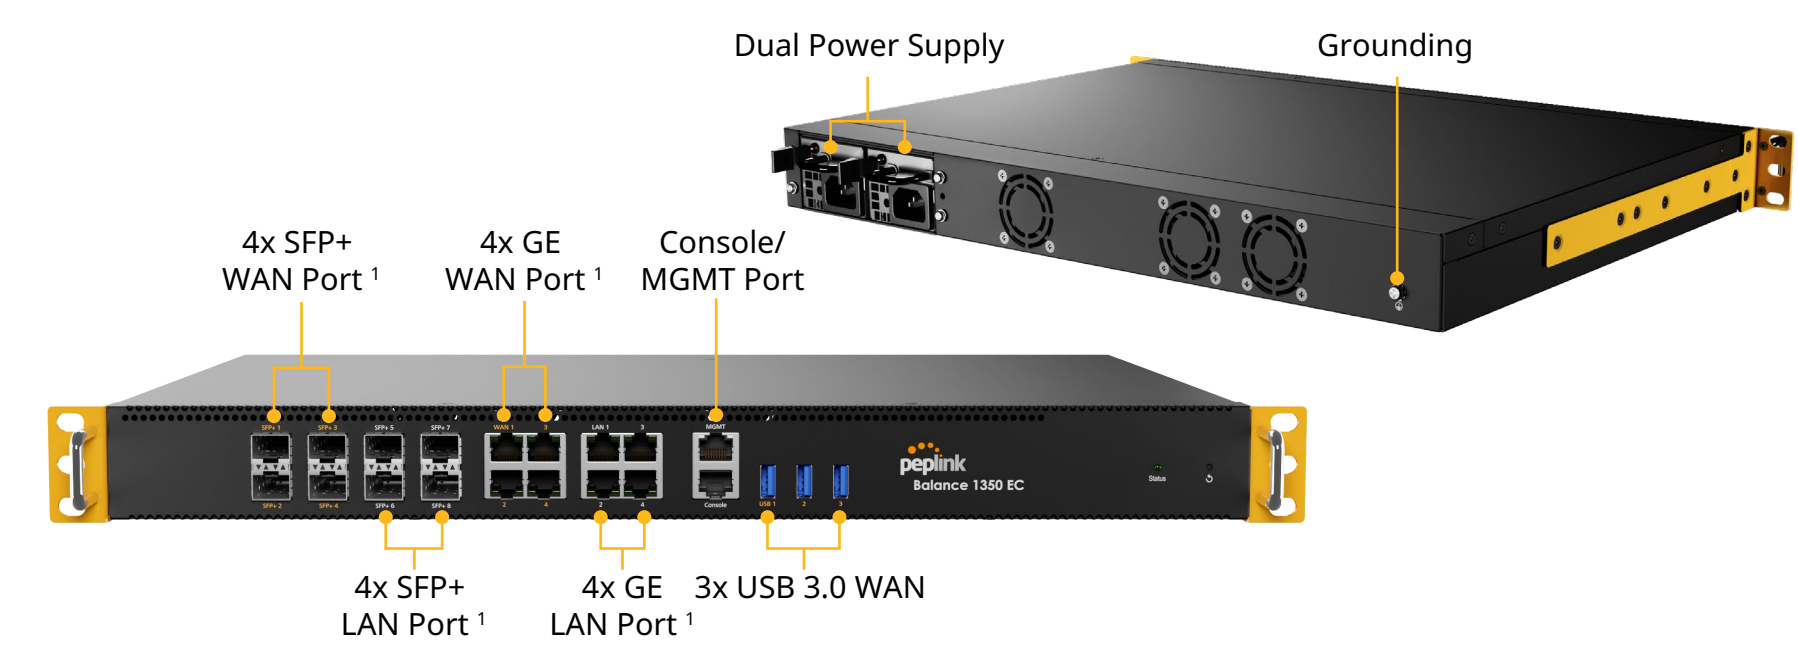 Dual Power Supply
Grounding
4x SFP+
WAN Port 1
4x GE
WAN Port 1
Console/
MGMT Port
SFP+ 1
SFP+ 3
SFP+ 5
SFP+ 7
WAN 1
3
LAN 1
3
MGMT
peplink
Balance 1350 EC
Status
SFP+ 2
SFP+ 4
SFP+ 6
SFP+ 8
2
4
2
4
Console
USB 1
2
3
4x SFP+
LAN Port 1
4x GE
LAN Port 1
3x USB 3.0 WAN